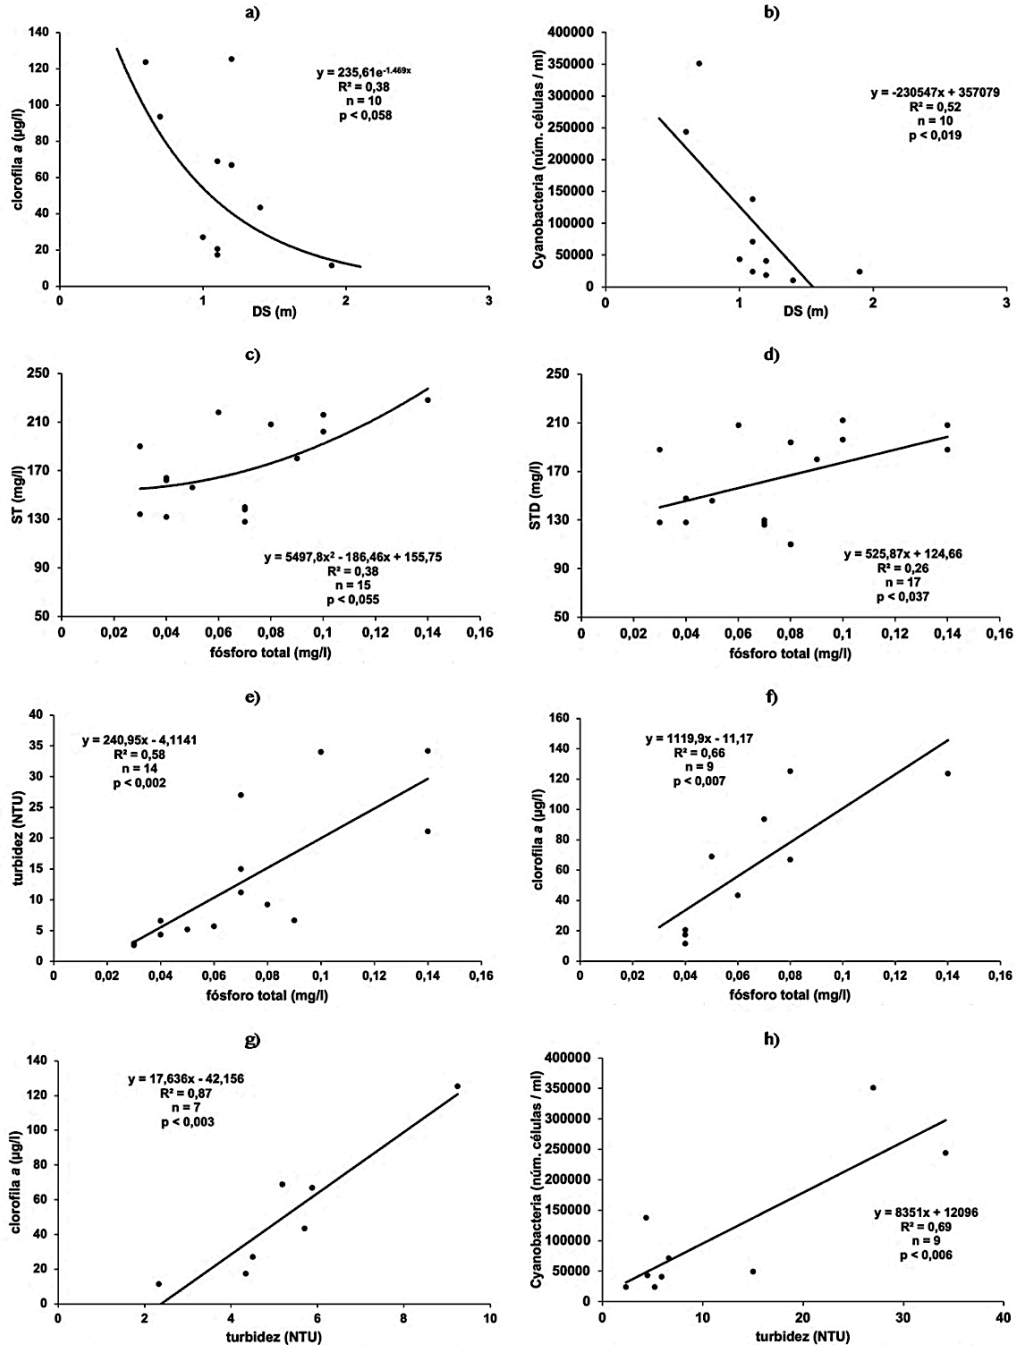 a)
140
120
100
80
60
40
20
0
clorofila a (µg/l)
y = 235,61e-1.469x
R² = 0,38
n = 10
p < 0,058
0 1 2 3
DS (m)
b)
400000
350000
300000
250000
200000
150000
100000
50000
0
Cyanobacteria (núm. células / ml)
y = -230547x + 357079
R² = 0,52
n = 10
p < 0,019
0 1 2 3
DS (m)
c)
250
210
170
130
90
50
ST (mg/l)
y = 5497,8x² - 186,46x + 155,75
R² = 0,38
n = 15
p < 0,055
0 0,02 0,04 0,06 0,08 0,1 0,12 0,14 0,16
fósforo total (mg/l)
d)
250
210
170
130
90
50
STD (mg/l)
y = 525,87x + 124,66
R² = 0,26
n = 17
p < 0,037
0 0,02 0,04 0,06 0,08 0,1 0,12 0,14 0,16
fósforo total (mg/l)
e)
40
35
30
25
20
15
10
5
0
turbidez (NTU)
y = 240,95x - 4,1141
R² = 0,58
n = 14
p < 0,002
0 0,02 0,04 0,06 0,08 0,1 0,12 0,14 0,16
fósforo total (mg/l)
f)
160
140
120
100
80
60
40
20
0
clorofila a (µg/l)
y = 1119,9x - 11,17
R² = 0,66
n = 9
p < 0,007
0 0,02 0,04 0,06 0,08 0,1 0,12 0,14 0,16
fósforo total (mg/l)
g)
140
120
100
80
60
40
20
0
clorofila a (µg/l)
y = 17,636x - 42,156
R² = 0,87
n = 7
p < 0,003
0 2 4 6 8 10
turbidez (NTU)
h)
400000
350000
300000
250000
200000
150000
100000
50000
0
Cyanobacteria (núm. células / ml)
y = 8351x + 12096
R² = 0,69
n = 9
p < 0,006
0 10 20 30 40
turbidez (NTU)